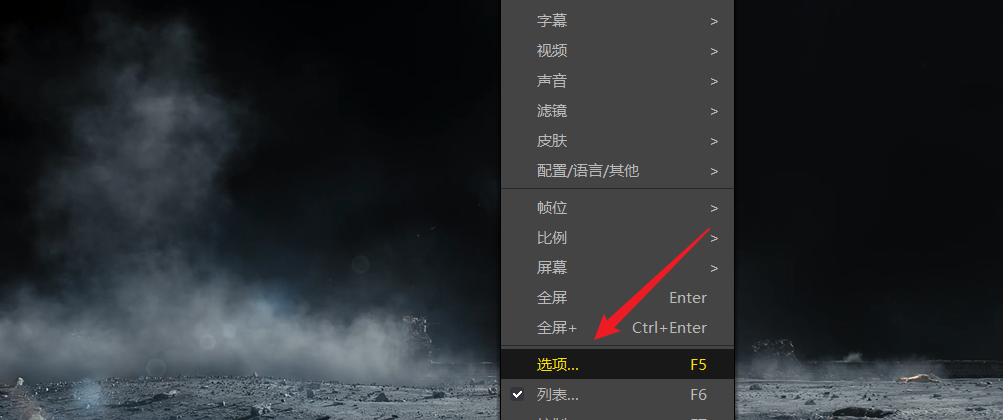 字幕 >
视频 >
声音 >
滤镜 >
皮肤 >
配置/语言/其他 >
帧位 >
比例 >
屏幕 >
全屏 Enter
全屏+ Ctrl+Enter
选项... F5
列表... F6